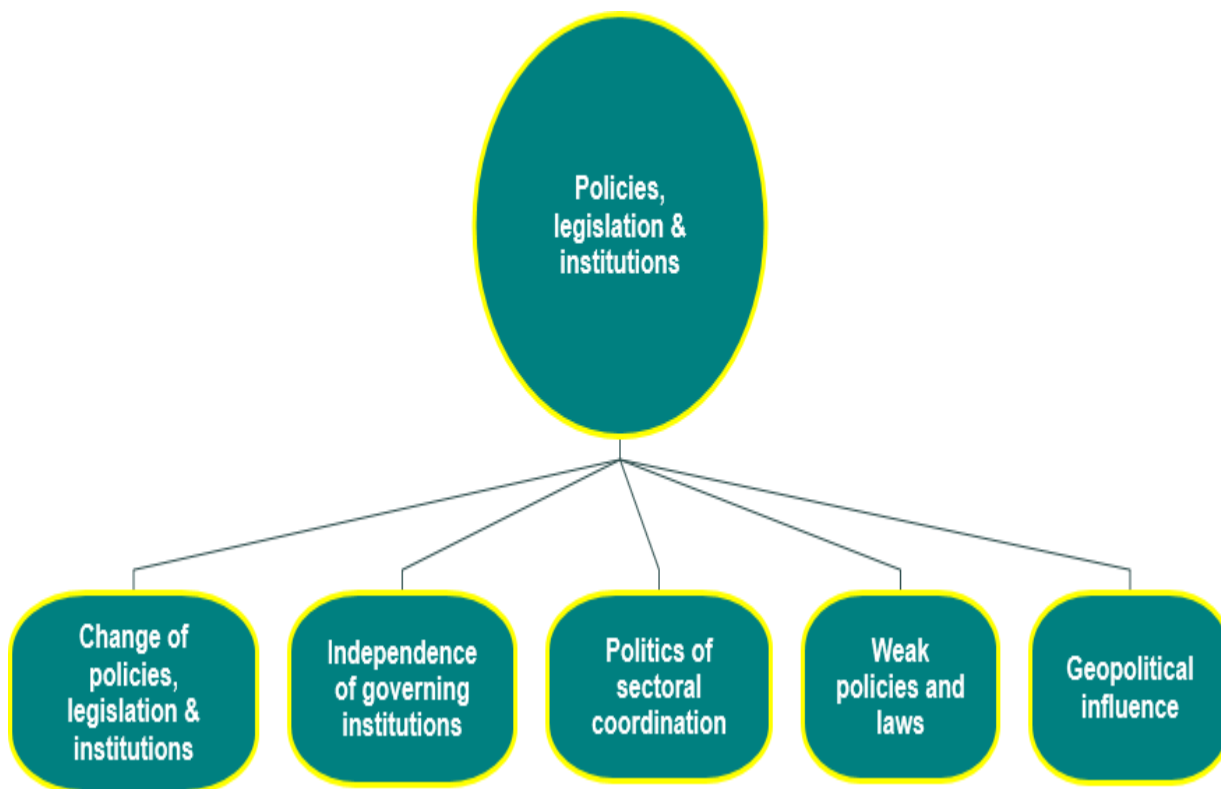 Policies,
legislation &
institutions
Change of
policies,
legislation &
institutions
Independence
of governing
institutions
Politics of
sectoral
coordination
Weak
policies and
laws
Geopolitical
influence